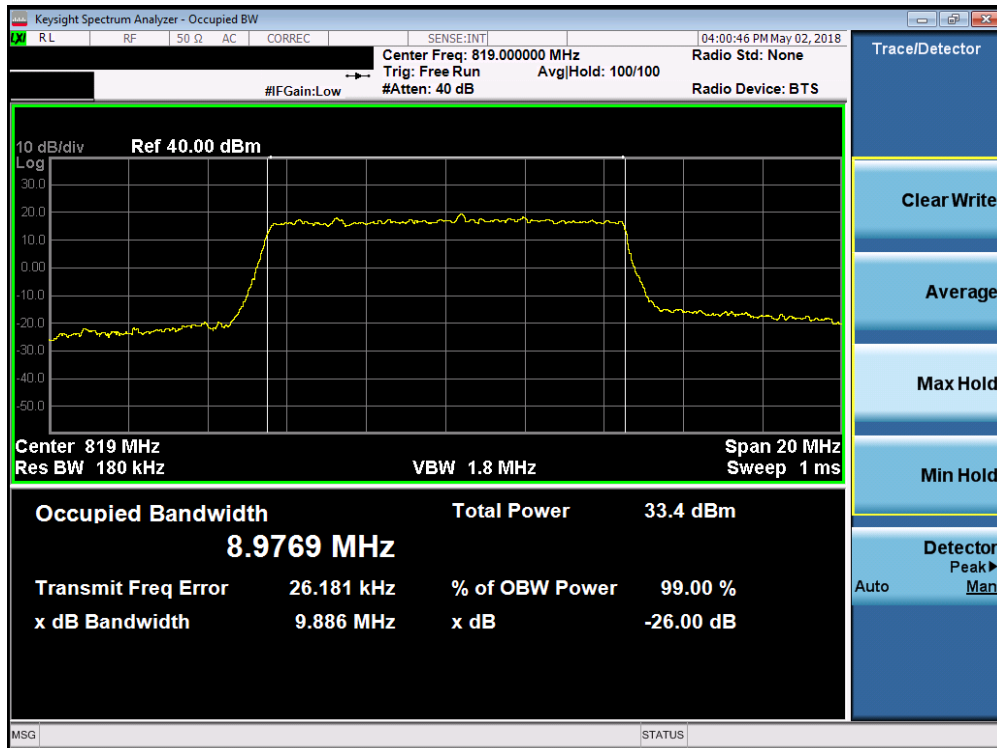 Keysight Spectrum Analyzer - Occupied BW
LXI RL RF 50 Ω AC CORREC SENSE:INT 04:00:46 PM May 02, 2018
Center Freq: 819.000000 MHz Radio Std: None
Trig: Free Run Avg|Hold: 100/100
#IFGain:Low #Atten: 40 dB Radio Device: BTS
10 dB/div Ref 40.00 dBm
Log
30.0
20.0
10.0
0.00
-10.0
-20.0
-30.0
-40.0
-50.0
Center 819 MHz Span 20 MHz
Res BW 180 kHz VBW 1.8 MHz Sweep 1 ms
Occupied Bandwidth Total Power 33.4 dBm
8.9769 MHz
Transmit Freq Error 26.181 kHz % of OBW Power 99.00 %
x dB Bandwidth 9.886 MHz x dB -26.00 dB
MSG STATUS
Trace/Detector
Clear Write
Average
Max Hold
Min Hold
Detector
Peak▶
Auto Man